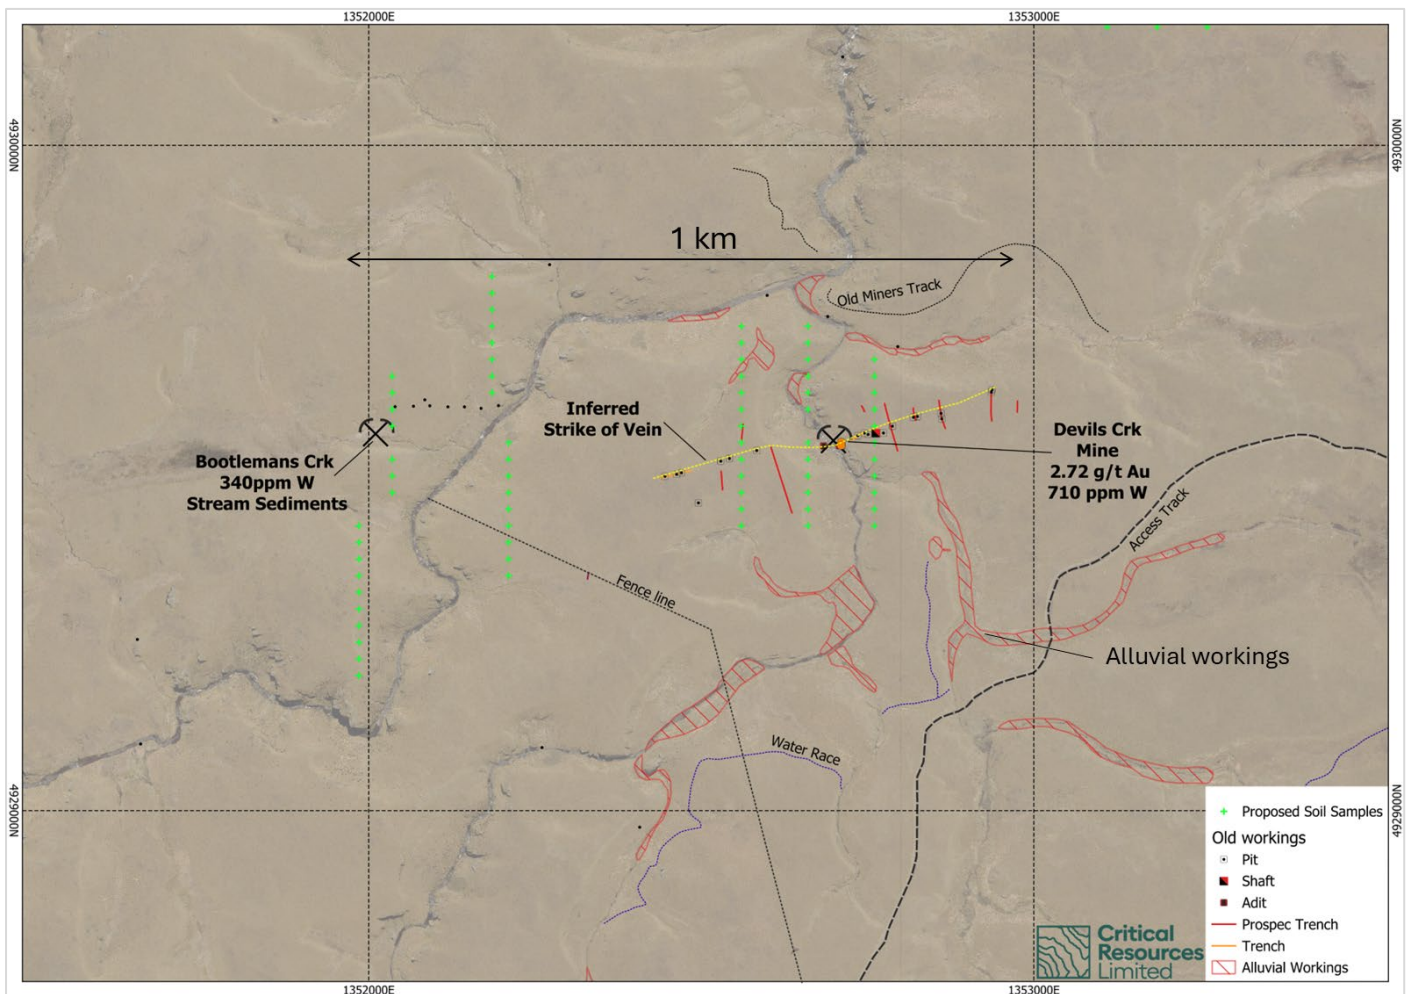 1352000E
1353000E
4930000N
4930000N
1 km
Old Miners Track
Inferred
Strike of Vein
Bootlemans Crk
340ppm W
Stream Sediments
Devils Crk
Mine
2.72 g/t Au
710 ppm W
Access Track
Fence line
Alluvial workings
Water Race
4929000N
4929000N
Proposed Soil Samples
Old workings
Pit
Shaft
Adit
Prospec Trench
Trench
Alluvial Workings
Critical
Resources
Limited
1352000E
1353000E